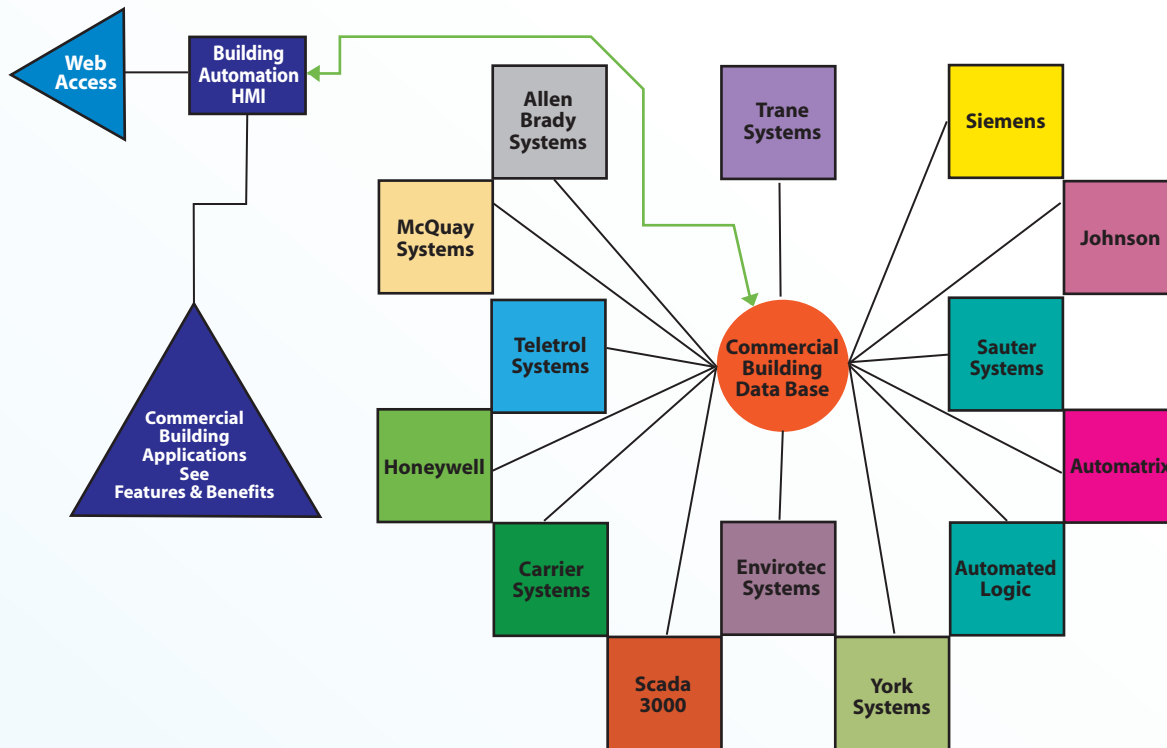 Web
Access
Building
Automation
HMI
Allen
Brady
Systems
Trane
Systems
Siemens
McQuay
Systems
Johnson
Teletrol
Systems
Commercial
Building
Data Base
Sauter
Systems
Commercial
Building
Applications
See
Features & Benefits
Honeywell
Automatrix
Carrier
Systems
Envirotec
Systems
Automated
Logic
Scada
3000
York
Systems